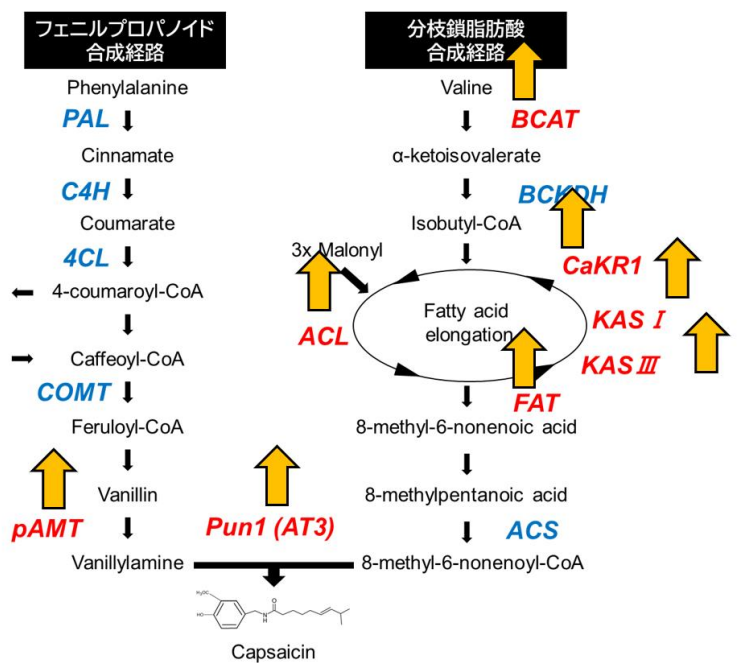 フェニルプロパノイド
合成経路
Phenylalanine
PAL
Cinnamate
C4H
Coumarate
4CL
4-coumaroyl-CoA
Caffeoyl-CoA
COMT
Feruloyl-CoA
Vanillin
pAMT
Vanillylamine
分枝鎖脂肪酸
合成経路
Valine
BCAT
α-ketoisovalerate
BCKDH
Isobutyl-CoA
3x Malonyl
CaKR1
ACL
Fatty acid
elongation
KAS I
KAS III
FAT
8-methyl-6-nonenoic acid
8-methylpentanoic acid
Pun1 (AT3)
ACS
8-methyl-6-nonenoyl-CoA
H₃CO
HO
N
H
O
Capsaicin